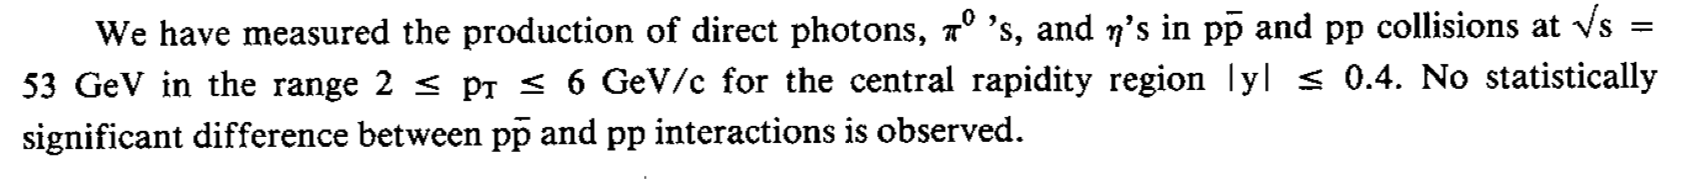 We have measured the production of direct photons, π⁰ 's, and η's in pp̄ and pp collisions at √s =
53 GeV in the range 2 ≤ pT ≤ 6 GeV/c for the central rapidity region |y| ≤ 0.4. No statistically
significant difference between pp̄ and pp interactions is observed.